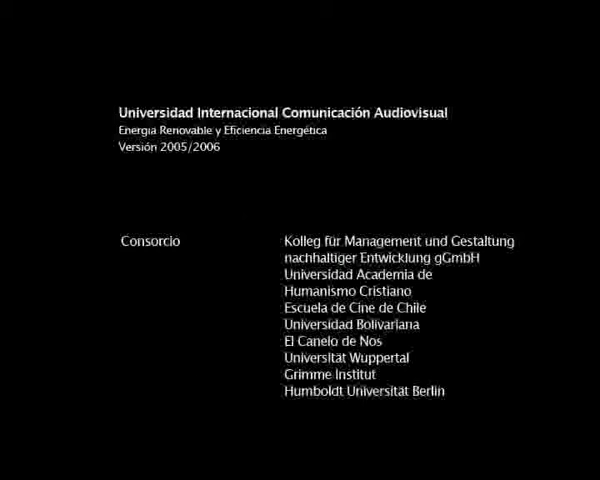 Universidad Internacional Comunicación Audiovisual
Energía Renovable y Eficiencia Energética
Versión 2005/2006
Consorcio
Kolleg für Management und Gestaltung
nachhaltiger Entwicklung gGmbH
Universidad Academia de
Humanismo Cristiano
Escuela de Cine de Chile
Universidad Bolivariana
El Canelo de Nos
Universität Wuppertal
Grimme Institut
Humboldt Universität Berlin